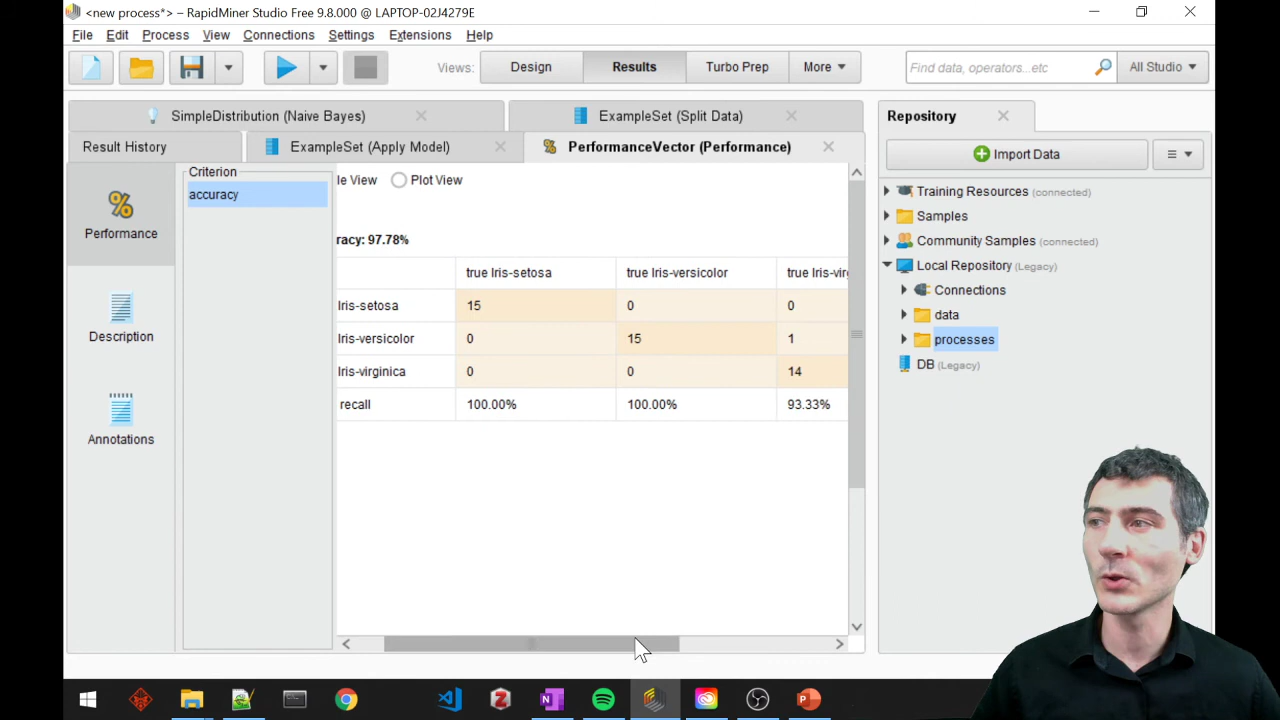 <new process*> – RapidMiner Studio Free 9.8.000 @ LAPTOP-02J4279E
File Edit Process View Connections Settings Extensions Help
Views: Design Results Turbo Prep More Find data, operators...etc All Studio
SimpleDistribution (Naive Bayes) ExampleSet (Split Data)
Result History ExampleSet (Apply Model) PerformanceVector (Performance)
Repository
Import Data
Performance
Description
Annotations
Criterion
accuracy
le View Plot View
racy: 97.78%
true Iris-setosa true Iris-versicolor true Iris-virg
Iris-setosa 15 0 0
Iris-versicolor 0 15 1
Iris-virginica 0 0 14
recall 100.00% 100.00% 93.33%
Training Resources (connected)
Samples
Community Samples (connected)
Local Repository (Legacy)
Connections
data
processes
DB (Legacy)